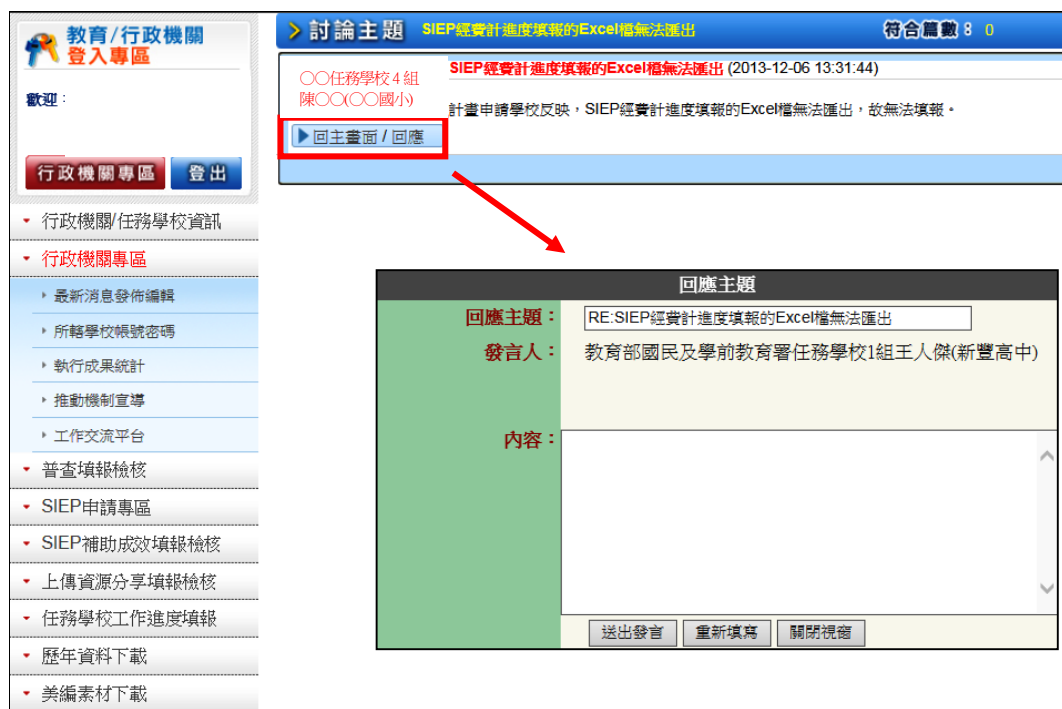 教育/行政機關
登入專區
歡迎：
行政機關專區
登出
行政機關/任務學校資訊
行政機關專區
最新消息發佈編輯
所轄學校帳號密碼
執行成果統計
推動機制宣導
工作交流平台
普查填報檢核
SIEP申請專區
SIEP補助成效填報檢核
上傳資源分享填報檢核
任務學校工作進度填報
歷年資料下載
美編素材下載
討論主題 SIEP經費計進度填報的Excel檔無法匯出 符合篇數： 0
〇〇任務學校４組
陳〇〇(〇〇國小)
回主畫面 / 回應
SIEP經費計進度填報的Excel檔無法匯出 (2013-12-06 13:31:44)
計畫申請學校反映，SIEP經費計進度填報的Excel檔無法匯出，故無法填報。
回應主題
回應主題： RE:SIEP經費計進度填報的Excel檔無法匯出
發言人： 教育部國民及學前教育署任務學校1組王人傑(新豐高中)
內容：
送出發言 重新填寫 關閉視窗